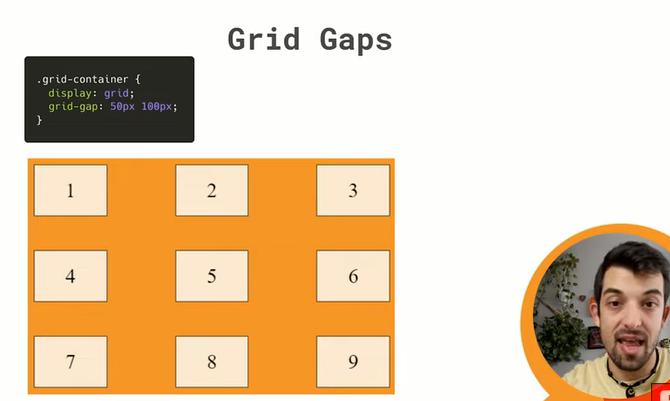 Grid Gaps
.grid-container {
display: grid;
grid-gap: 50px 100px;
}
1 2 3
4 5 6
7 8 9